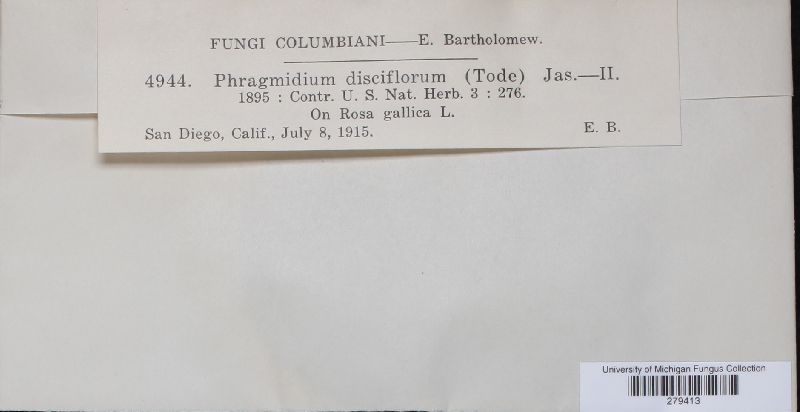 FUNGI COLUMBIANI——E. Bartholomew.
4944. Phragmidium disciflorum (Tode) Jas.—II.
1895 : Contr. U. S. Nat. Herb. 3 : 276.
On Rosa gallica L.
San Diego, Calif., July 8, 1915. E. B.
University of Michigan Fungus Collection
279413